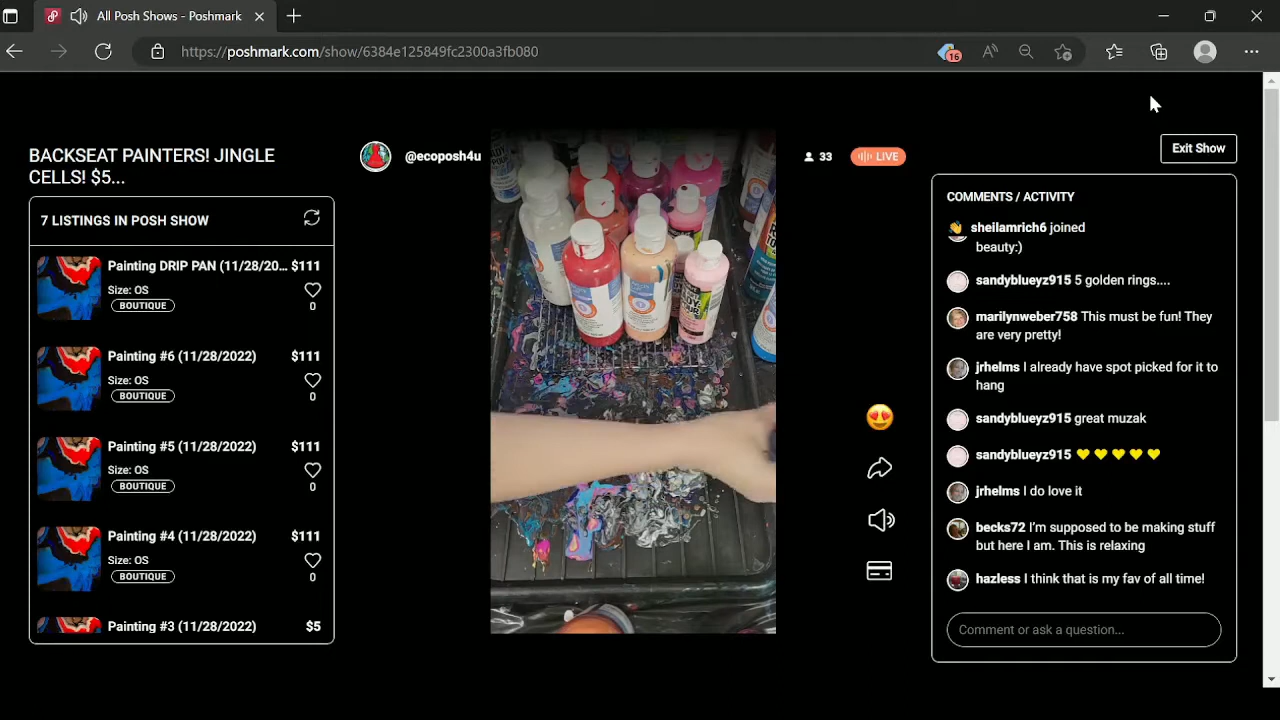 All Posh Shows - Poshmark
https://poshmark.com/show/6384e125849fc2300a3fb080
16
BACKSEAT PAINTERS! JINGLE
CELLS! $5...
@ecoposh4u
33
LIVE
Exit Show
7 LISTINGS IN POSH SHOW
Painting DRIP PAN (11/28/20... $111
Size: OS
BOUTIQUE
0
Painting #6 (11/28/2022) $111
Size: OS
BOUTIQUE
0
Painting #5 (11/28/2022) $111
Size: OS
BOUTIQUE
0
Painting #4 (11/28/2022) $111
Size: OS
BOUTIQUE
0
Painting #3 (11/28/2022) $5
COMMENTS / ACTIVITY
sheilamrich6 joined
beauty:)
sandyblueyz915 5 golden rings....
marilynweber758 This must be fun! They
are very pretty!
jrhelms I already have spot picked for it to
hang
sandyblueyz915 great muzak
sandyblueyz915 💛💛💛💛💛
jrhelms I do love it
becks72 I'm supposed to be making stuff
but here I am. This is relaxing
hazless I think that is my fav of all time!
Comment or ask a question...